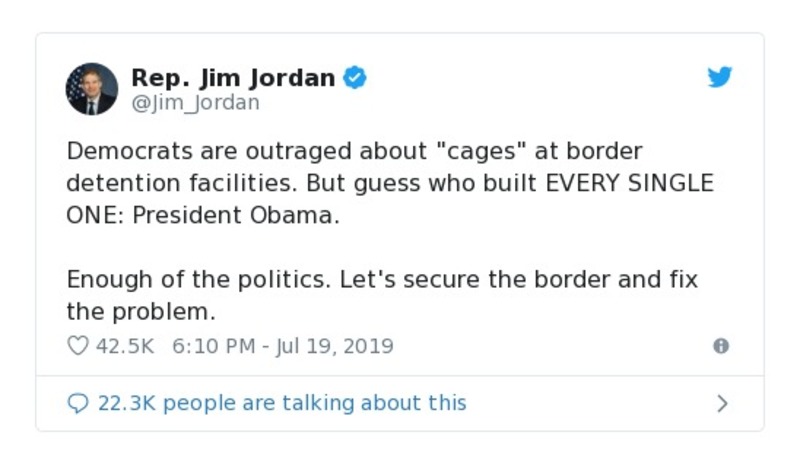 Rep. Jim Jordan
@Jim_Jordan
Democrats are outraged about "cages" at border
detention facilities. But guess who built EVERY SINGLE
ONE: President Obama.
Enough of the politics. Let's secure the border and fix
the problem.
42.5K 6:10 PM - Jul 19, 2019
22.3K people are talking about this